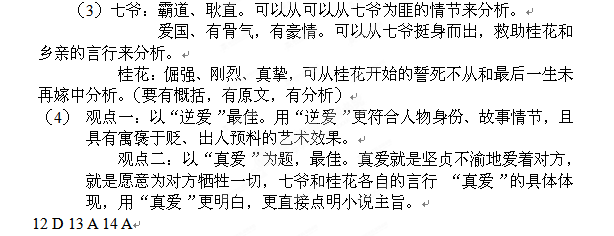 （3）七爷：霸道、耿直。可以从可以从七爷为匪的情节来分析。
爱国、有骨气，有豪情。可以从七爷挺身而出，救助桂花和
乡亲的言行来分析。
桂花：倔强、刚烈、真挚，可从桂花开始的誓死不从和最后一生未
再嫁中分析。（要有概括，有原文，有分析）
（4） 观点一：以“逆爱”最佳。用“逆爱”更符合人物身份、故事情节，且
具有寓褒于贬、出人预料的艺术效果。
观点二：以“真爱”为题，最佳。真爱就是坚贞不渝地爱着对方，
就是愿意为对方牺牲一切，七爷和桂花各自的言行 “真爱”的具体体
现，用“真爱”更明白，更直接点明小说主旨。
12 D 13 A 14 A